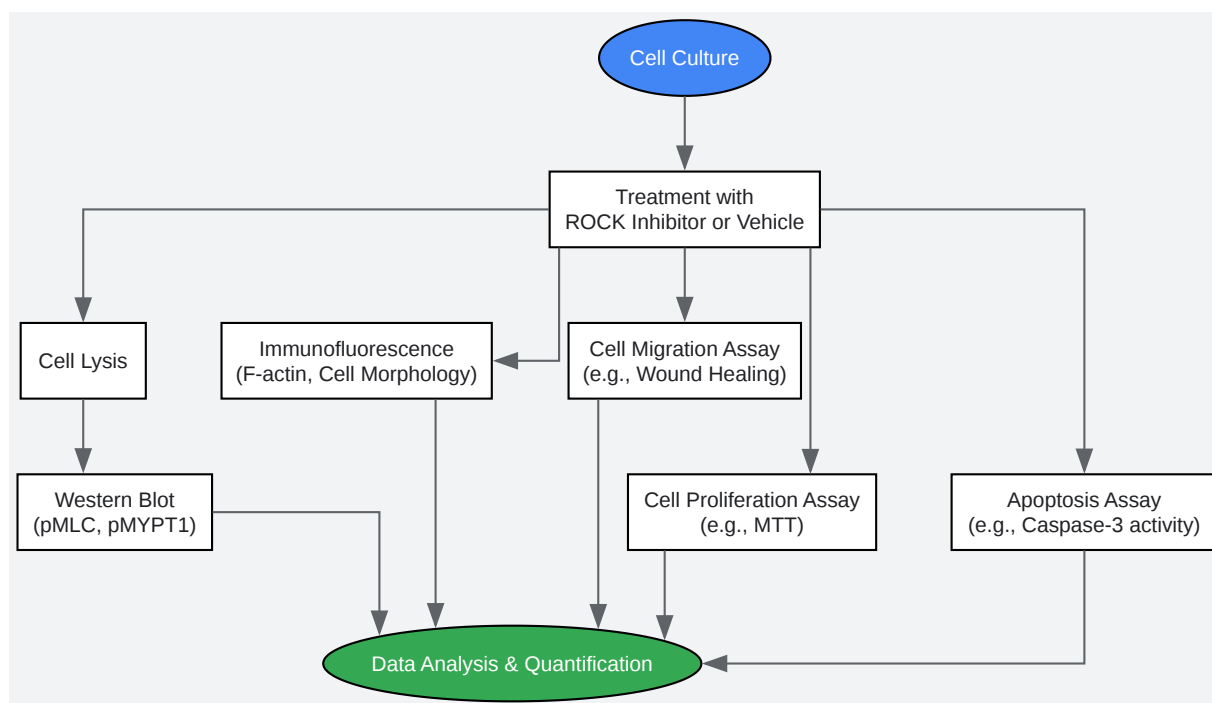 Cell Culture
Treatment with
ROCK Inhibitor or Vehicle
Cell Lysis
Immunofluorescence
(F-actin, Cell Morphology)
Cell Migration Assay
(e.g., Wound Healing)
Western Blot
(pMLC, pMYPT1)
Cell Proliferation Assay
(e.g., MTT)
Apoptosis Assay
(e.g., Caspase-3 activity)
Data Analysis & Quantification